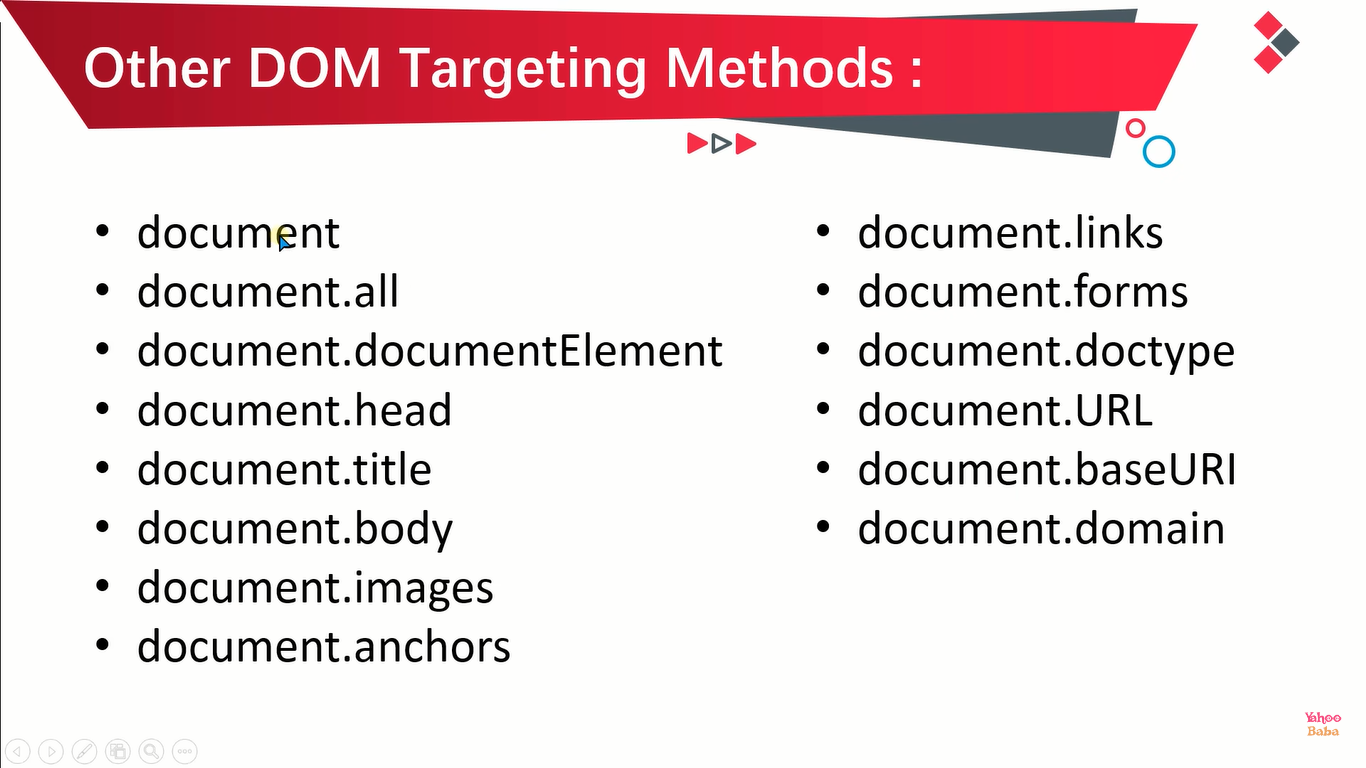 Other DOM Targeting Methods :
• document
• document.all
• document.documentElement
• document.head
• document.title
• document.body
• document.images
• document.anchors
• document.links
• document.forms
• document.doctype
• document.URL
• document.baseURI
• document.domain
Yahoo
Baba